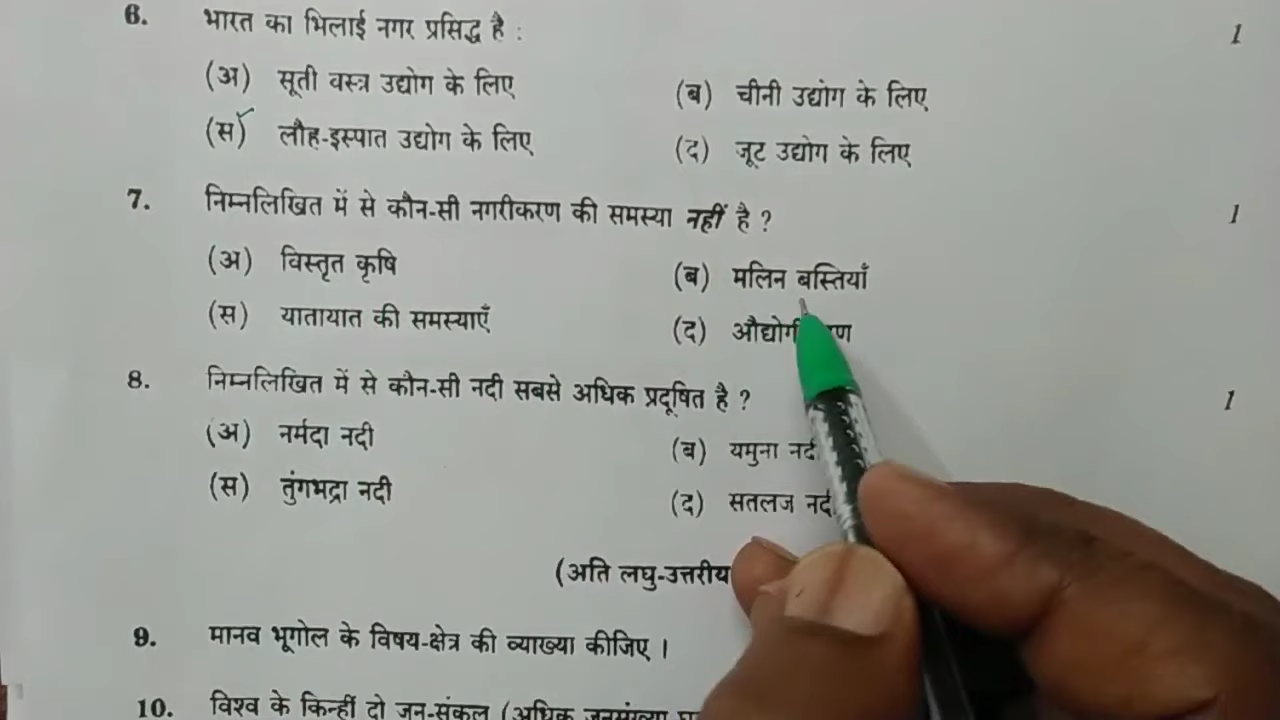 6. भारत का भिलाई नगर प्रसिद्ध है : 1
(अ) सूती वस्त्र उद्योग के लिए (ब) चीनी उद्योग के लिए
(स) लौह-इस्पात उद्योग के लिए (द) जूट उद्योग के लिए
7. निम्नलिखित में से कौन-सी नगरीकरण की समस्या नहीं है ? 1
(अ) विस्तृत कृषि (ब) मलिन बस्तियाँ
(स) यातायात की समस्याएँ (द)
8. निम्नलिखित में से कौन-सी नदी सबसे अधिक प्रदूषित है ? 1
(अ) नर्मदा नदी (ब) यमुना
(स) तुंगभद्रा नदी (द) सतलज
(अति लघु-उत्तरीय
9. मानव भूगोल के विषय-क्षेत्र की व्याख्या कीजिए ।
10. विश्व के किन्हीं दो जन-संकुल (अधिक जनसंख्या